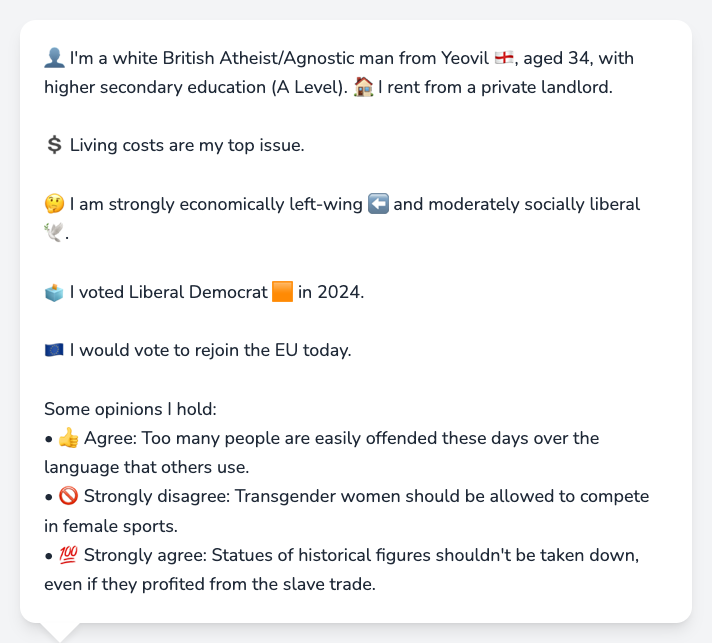 👤 I'm a white British Atheist/Agnostic man from Yeovil 🏴󠁧󠁢󠁥󠁮󠁧󠁿, aged 34, with
higher secondary education (A Level). 🏠 I rent from a private landlord.
💲 Living costs are my top issue.
🤔 I am strongly economically left-wing ⬅️ and moderately socially liberal
🕊️.
🗳️ I voted Liberal Democrat 🟧 in 2024.
🇪🇺 I would vote to rejoin the EU today.
Some opinions I hold:
• 👍 Agree: Too many people are easily offended these days over the
language that others use.
• 🚫 Strongly disagree: Transgender women should be allowed to compete
in female sports.
• 💯 Strongly agree: Statues of historical figures shouldn't be taken down,
even if they profited from the slave trade.